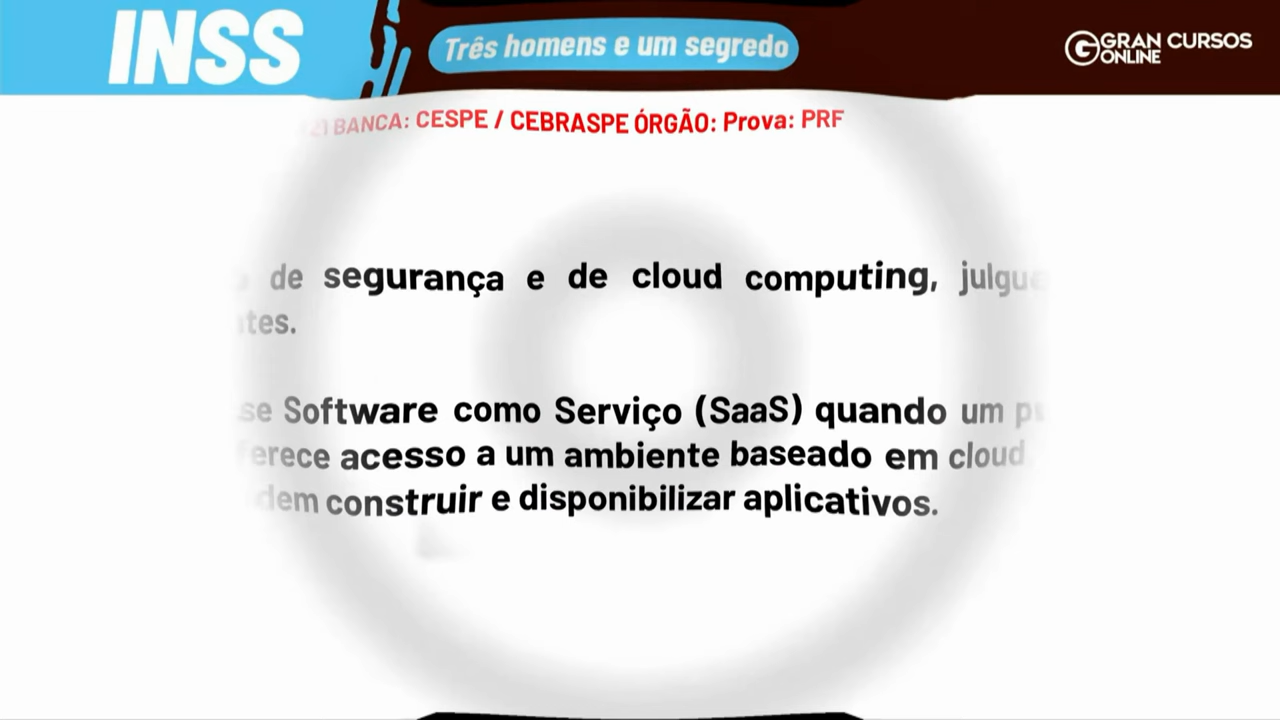 INSS
Três homens e um segredo
GRAN CURSOS
ONLINE
BANCA: CESPE / CEBRASPE ÓRGÃO: Prova: PRF
de segurança e de cloud computing,
se Software como Serviço (SaaS) quando um
acesso a um ambiente baseado em cloud
construir e disponibilizar aplicativos.